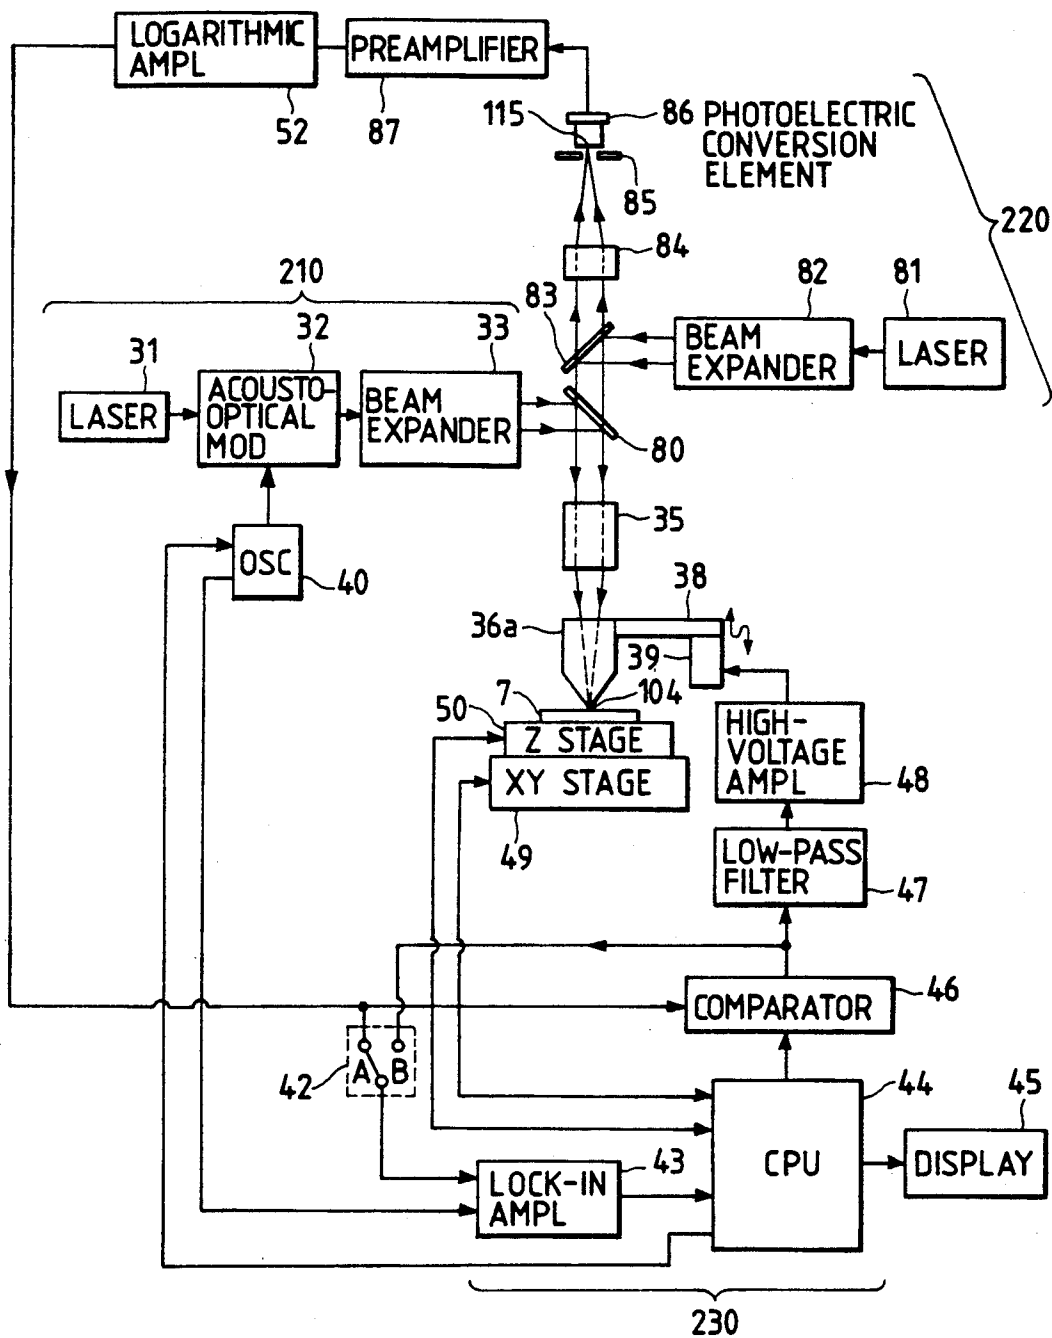 LOGARITHMIC
AMPL
52
PREAMPLIFIER
87
115
86 PHOTOELECTRIC
CONVERSION
ELEMENT
85
220
84
210
83
82
81
BEAM
EXPANDER
LASER
31
LASER
32
ACOUSTO-
OPTICAL
MOD
33
BEAM
EXPANDER
80
35
OSC
40
36a
38
39
104
7
50
Z STAGE
XY STAGE
49
HIGH-
VOLTAGE
AMPL
48
LOW-PASS
FILTER
47
COMPARATOR
46
42
A B
44
CPU
45
DISPLAY
43
LOCK-IN
AMPL
230